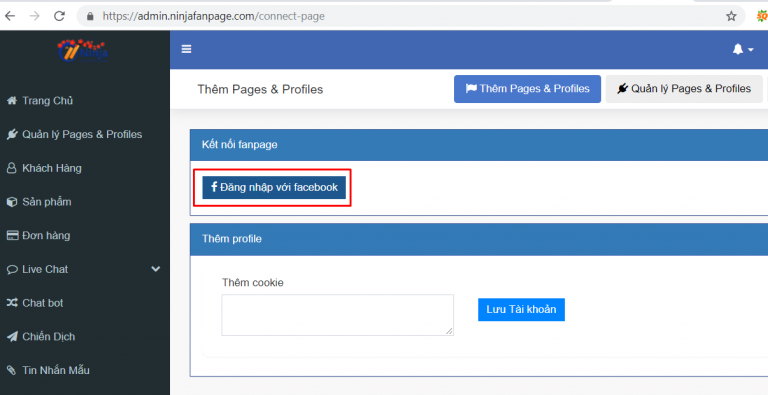 https://admin.ninjafanpage.com/connect-page
Thêm Pages & Profiles
Thêm Pages & Profiles
Quản lý Pages & Profiles
Trang Chủ
Quản lý Pages & Profiles
Khách Hàng
Sản phẩm
Đơn hàng
Live Chat
Chat bot
Chiến Dịch
Tin Nhắn Mẫu
Kết nối fanpage
Đăng nhập với facebook
Thêm profile
Thêm cookie
Lưu Tài khoản